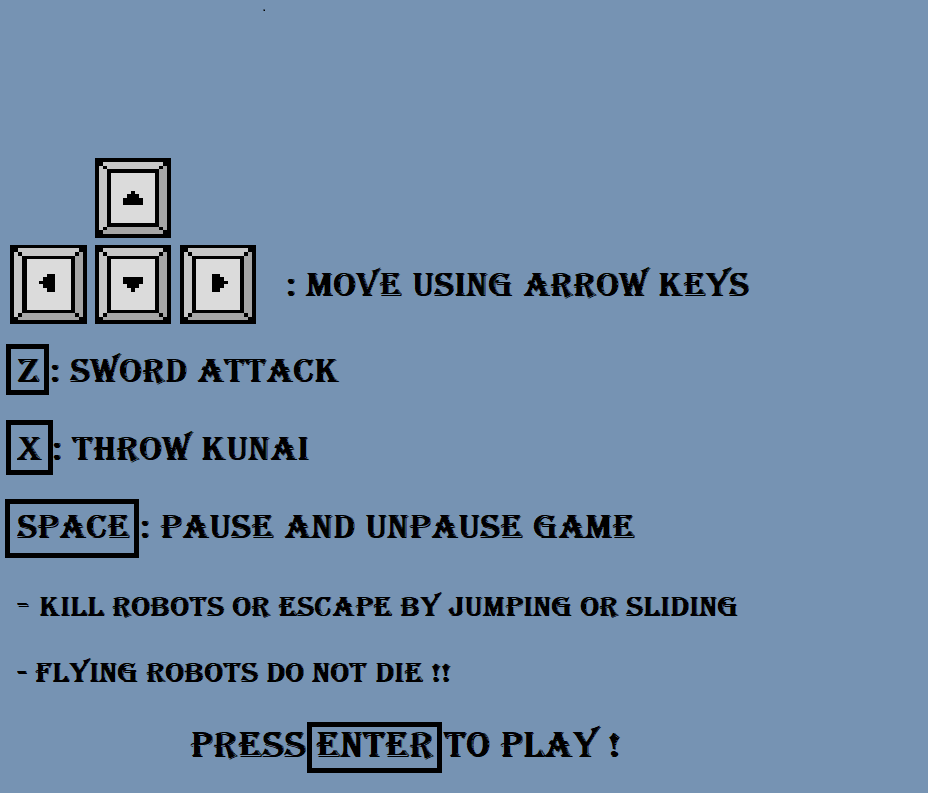 : MOVE USING ARROW KEYS
Z : SWORD ATTACK
X : THROW KUNAI
SPACE : PAUSE AND UNPAUSE GAME
- KILL ROBOTS OR ESCAPE BY JUMPING OR SLIDING
- FLYING ROBOTS DO NOT DIE !!
PRESS ENTER TO PLAY !